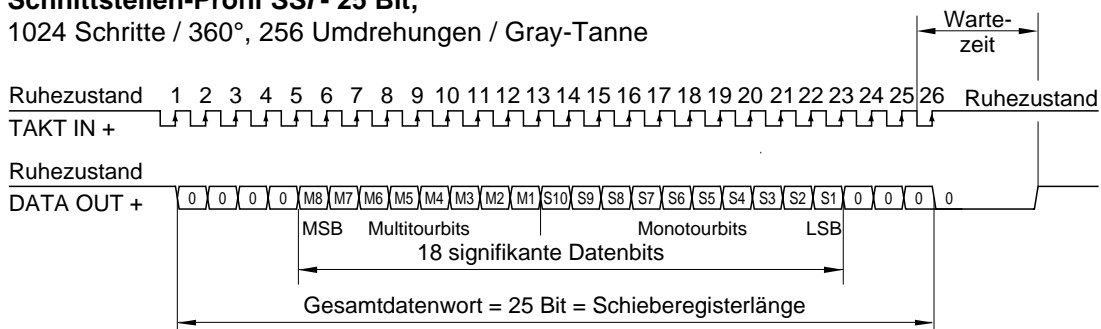 Schnittstellen-Profil SSI - 25 Bit,
1024 Schritte / 360°, 256 Umdrehungen / Gray-Tanne
Warte-
zeit
Ruhezustand 1 2 3 4 5 6 7 8 9 10 11 12 13 14 15 16 17 18 19 20 21 22 23 24 25 26 Ruhezustand
TAKT IN +
Ruhezustand
DATA OUT + 0 0 0 0 M8 M7 M6 M5 M4 M3 M2 M1 S10 S9 S8 S7 S6 S5 S4 S3 S2 S1 0 0 0 0
MSB Multitourbits Monotourbits LSB
18 signifikante Datenbits
Gesamtdatenwort = 25 Bit = Schieberegisterlänge